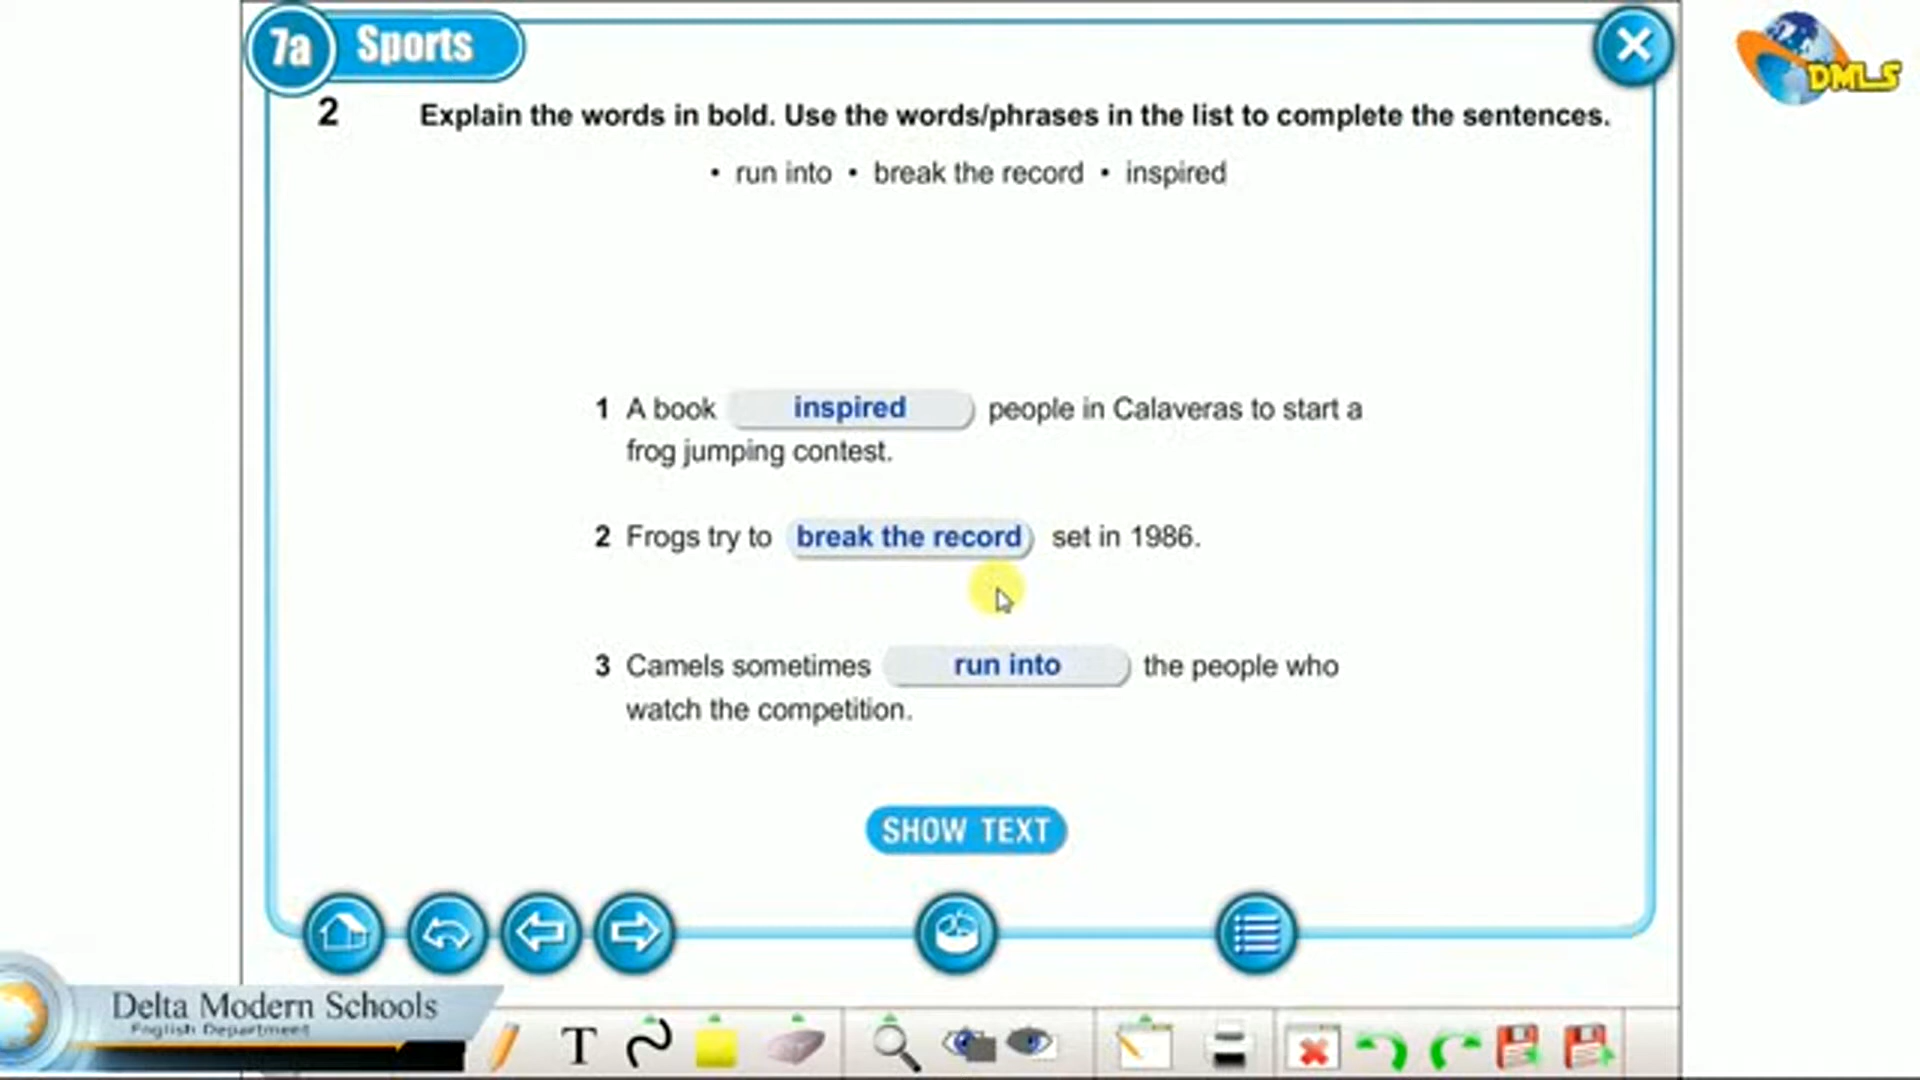 7a Sports
DMLS
2 Explain the words in bold. Use the words/phrases in the list to complete the sentences.
• run into • break the record • inspired
1 A book inspired people in Calaveras to start a
frog jumping contest.
2 Frogs try to break the record set in 1986.
3 Camels sometimes run into the people who
watch the competition.
SHOW TEXT
Delta Modern Schools
English Department
T